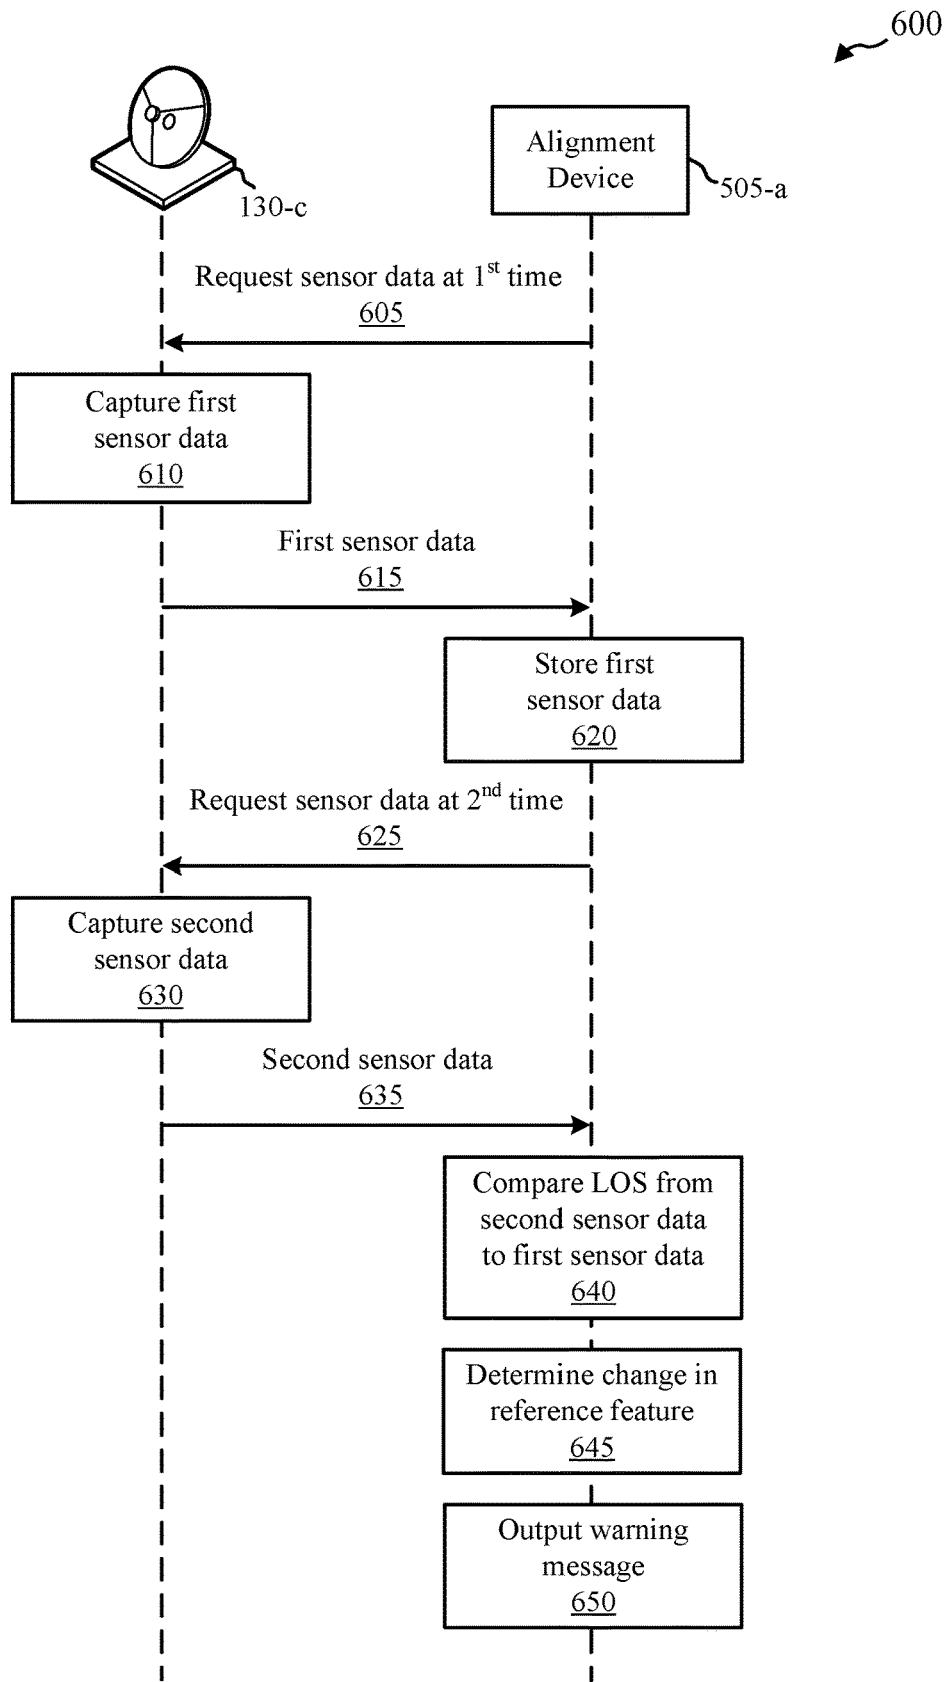 600
Alignment
Device
505-a
130-c
Request sensor data at 1st time
605
Capture first
sensor data
610
First sensor data
615
Store first
sensor data
620
Request sensor data at 2nd time
625
Capture second
sensor data
630
Second sensor data
635
Compare LOS from
second sensor data
to first sensor data
640
Determine change in
reference feature
645
Output warning
message
650